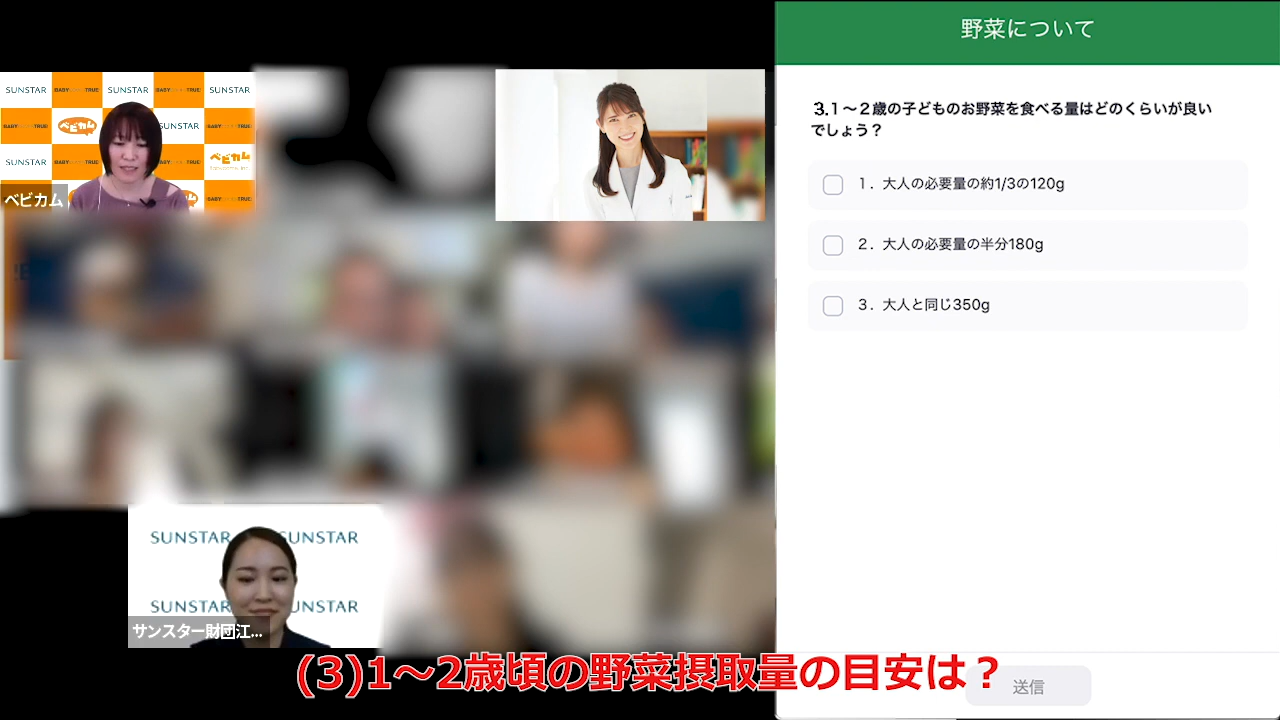 野菜について
3.1～２歳の子どものお野菜を食べる量はどのくらいが良い
でしょう？
１．大人の必要量の約1/3の120g
２．大人の必要量の半分180g
３．大人と同じ350g
送信
SUNSTAR
SUNSTAR
SUNSTAR
SUNSTAR
ベビカム
SUNSTAR
ベビカム
ベビカム
SUNSTAR
SUNSTAR
SUNSTAR
UNSTAR
サンスター財団江...
(3)1～2歳頃の野菜摂取量の目安は？